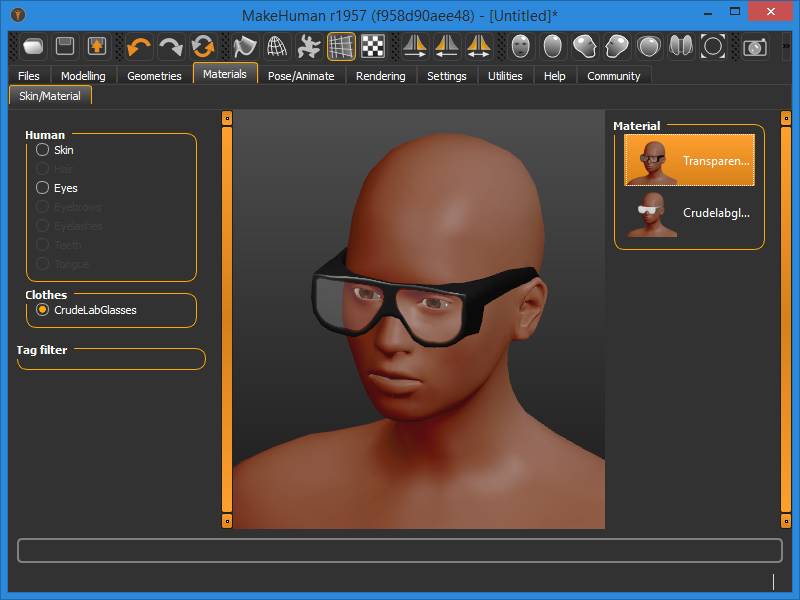 MakeHuman r1957 (f958d90aee48) - [Untitled]*
Files Modelling Geometries Materials Pose/Animate Rendering Settings Utilities Help Community
Skin/Material
Human
Skin
Hair
Eyes
Eyebrows
Eyelashes
Teeth
Tongue
Clothes
CrudeLabGlasses
Tag filter
Material
Transparen...
Crudelabgl...